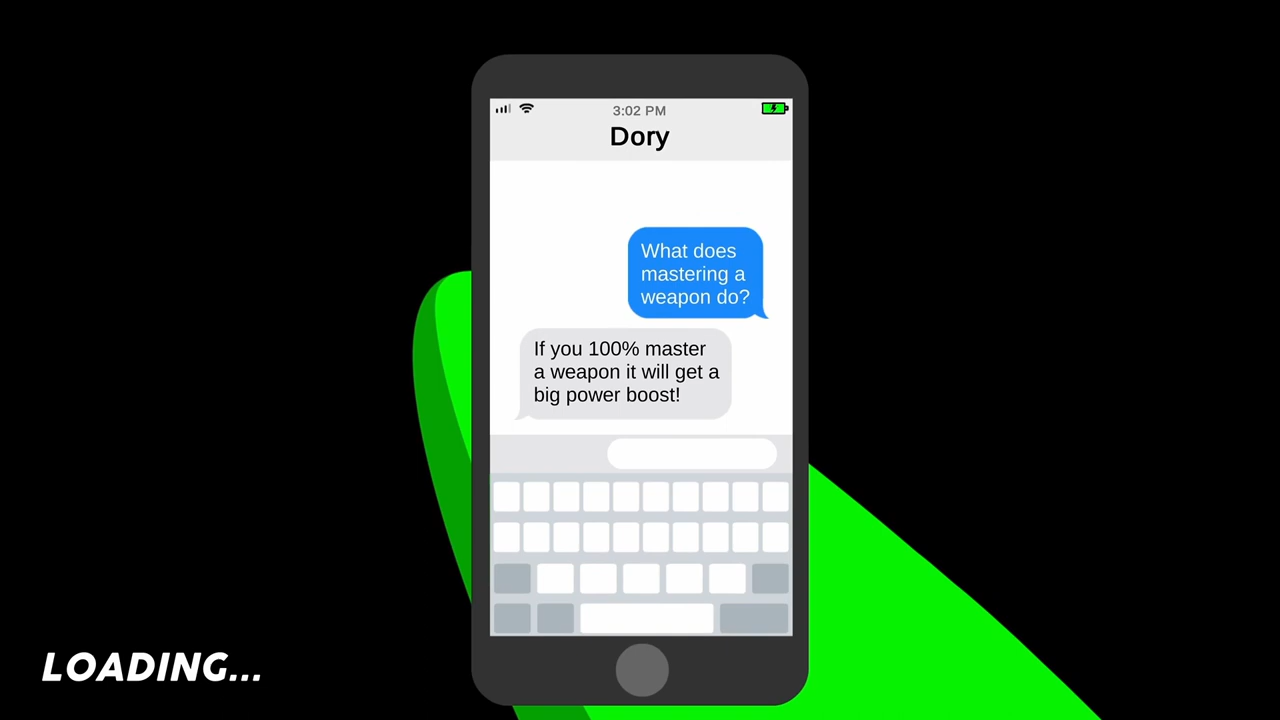 3:02 PM
Dory
What does
mastering a
weapon do?
If you 100% master
a weapon it will get a
big power boost!
LOADING...